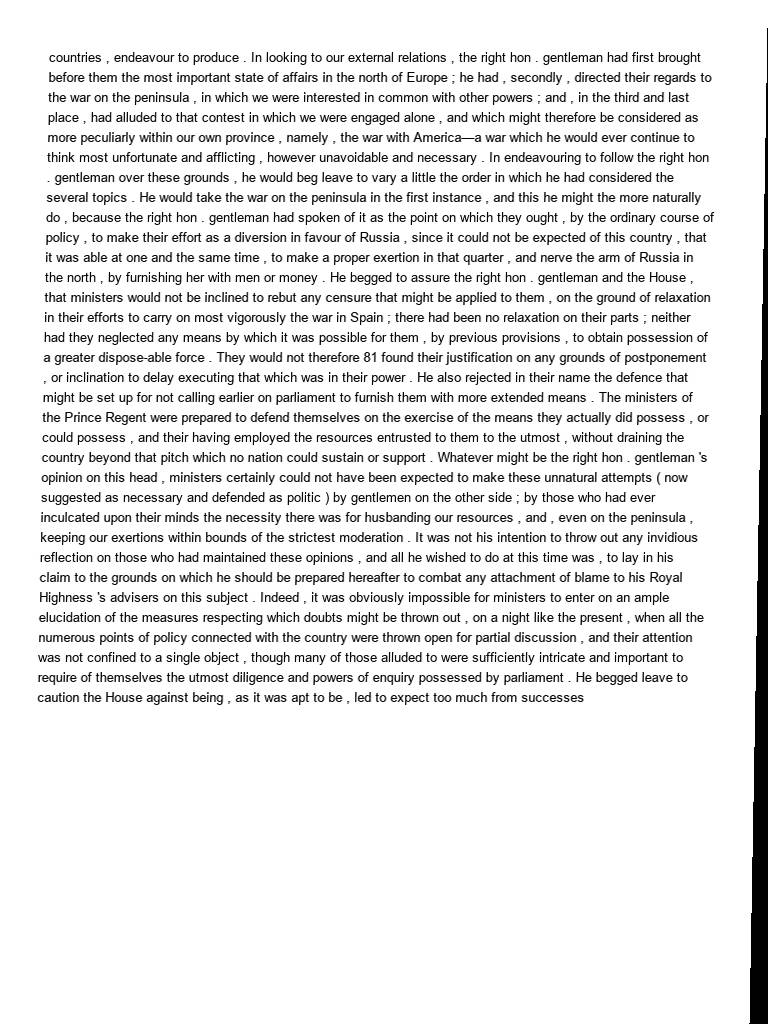 countries , endeavour to produce . In looking to our external relations , the right hon . gentleman had first brought
before them the most important state of affairs in the north of Europe ; he had , secondly , directed their regards to
the war on the peninsula , in which we were interested in common with other powers ; and , in the third and last
place , had alluded to that contest in which we were engaged alone , and which might therefore be considered as
more peculiarly within our own province , namely , the war with America—a war which he would ever continue to
think most unfortunate and afflicting , however unavoidable and necessary . In endeavouring to follow the right hon
. gentleman over these grounds , he would beg leave to vary a little the order in which he had considered the
several topics . He would take the war on the peninsula in the first instance , and this he might the more naturally
do , because the right hon . gentleman had spoken of it as the point on which they ought , by the ordinary course of
policy , to make their effort as a diversion in favour of Russia , since it could not be expected of this country , that
it was able at one and the same time , to make a proper exertion in that quarter , and nerve the arm of Russia in
the north , by furnishing her with men or money . He begged to assure the right hon . gentleman and the House ,
that ministers would not be inclined to rebut any censure that might be applied to them , on the ground of relaxation
in their efforts to carry on most vigorously the war in Spain ; there had been no relaxation on their parts ; neither
had they neglected any means by which it was possible for them , by previous provisions , to obtain possession of
a greater dispose-able force . They would not therefore 81 found their justification on any grounds of postponement
, or inclination to delay executing that which was in their power . He also rejected in their name the defence that
might be set up for not calling earlier on parliament to furnish them with more extended means . The ministers of
the Prince Regent were prepared to defend themselves on the exercise of the means they actually did possess , or
could possess , and their having employed the resources entrusted to them to the utmost , without draining the
country beyond that pitch which no nation could sustain or support . Whatever might be the right hon . gentleman 's
opinion on this head , ministers certainly could not have been expected to make these unnatural attempts ( now
suggested as necessary and defended as politic ) by gentlemen on the other side ; by those who had ever
inculcated upon their minds the necessity there was for husbanding our resources , and , even on the peninsula ,
keeping our exertions within bounds of the strictest moderation . It was not his intention to throw out any invidious
reflection on those who had maintained these opinions , and all he wished to do at this time was , to lay in his
claim to the grounds on which he should be prepared hereafter to combat any attachment of blame to his Royal
Highness 's advisers on this subject . Indeed , it was obviously impossible for ministers to enter on an ample
elucidation of the measures respecting which doubts might be thrown out , on a night like the present , when all the
numerous points of policy connected with the country were thrown open for partial discussion , and their attention
was not confined to a single object , though many of those alluded to were sufficiently intricate and important to
require of themselves the utmost diligence and powers of enquiry possessed by parliament . He begged leave to
caution the House against being , as it was apt to be , led to expect too much from successes